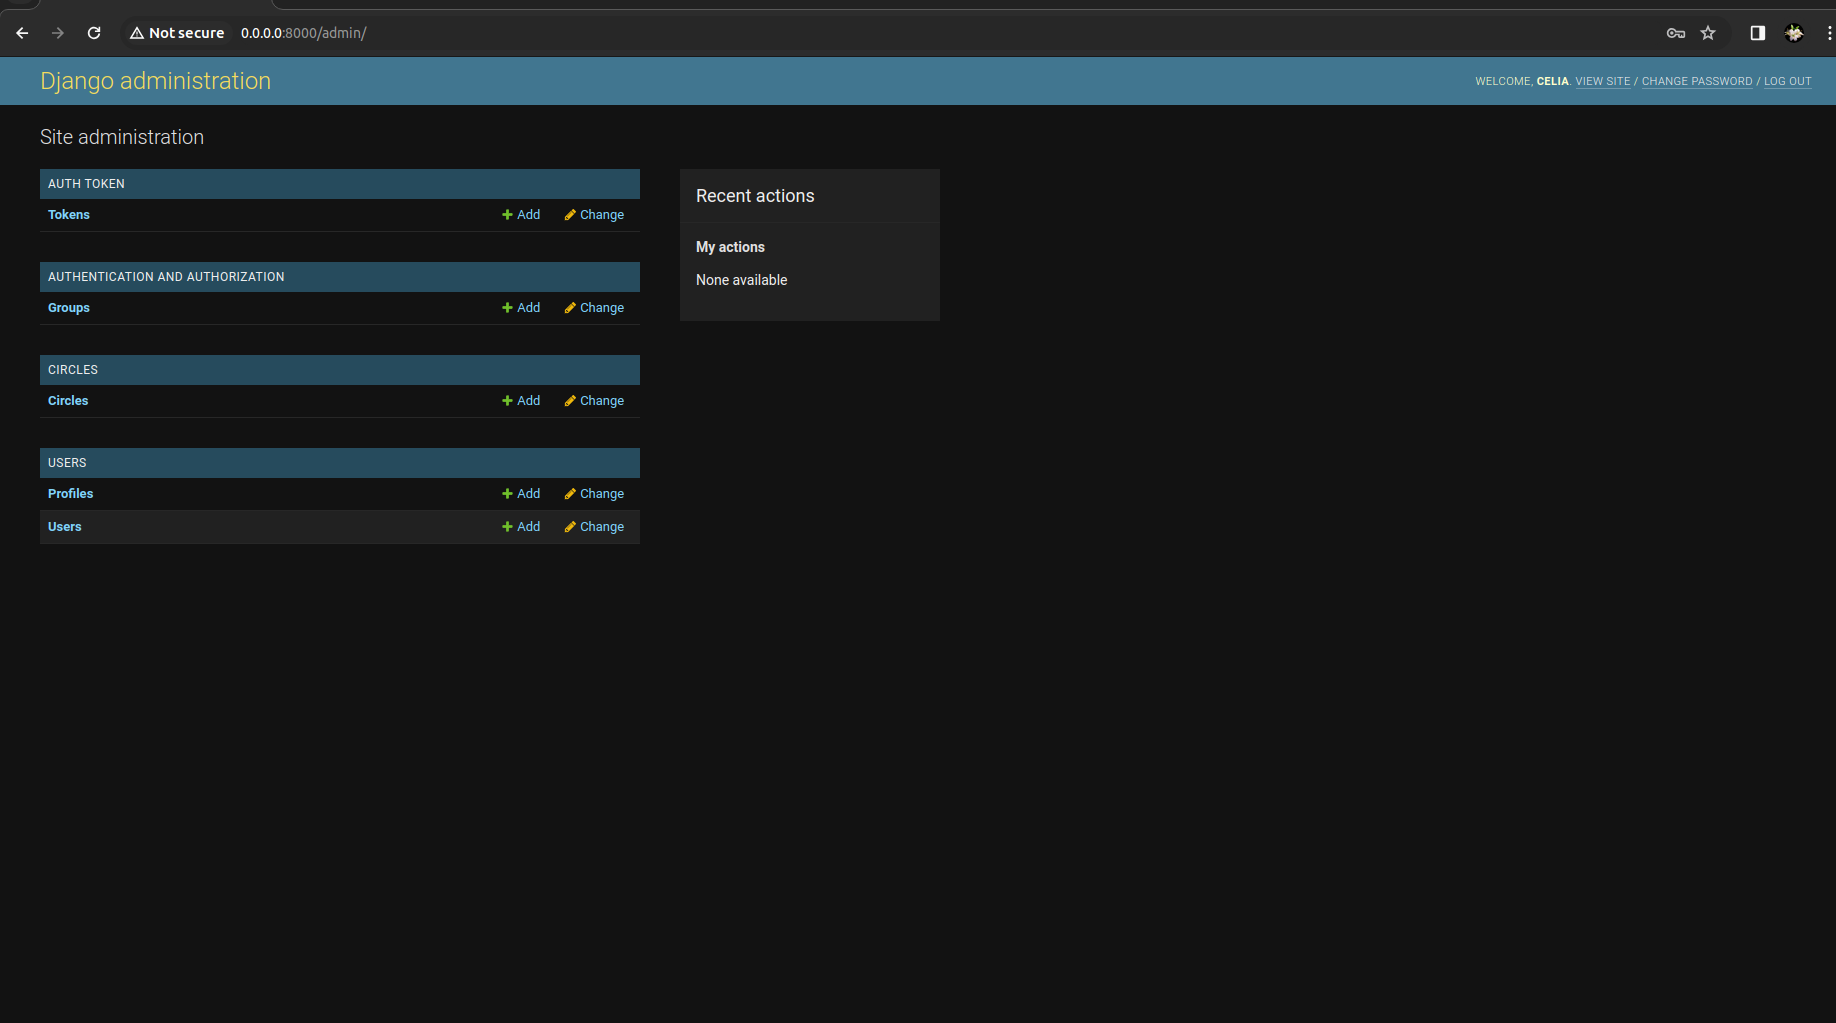 Not secure 0.0.0.0:8000/admin/
Django administration
WELCOME, CELIA. VIEW SITE / CHANGE PASSWORD / LOG OUT
Site administration
AUTH TOKEN
Tokens Add Change
AUTHENTICATION AND AUTHORIZATION
Groups Add Change
CIRCLES
Circles Add Change
USERS
Profiles Add Change
Users Add Change
Recent actions
My actions
None available